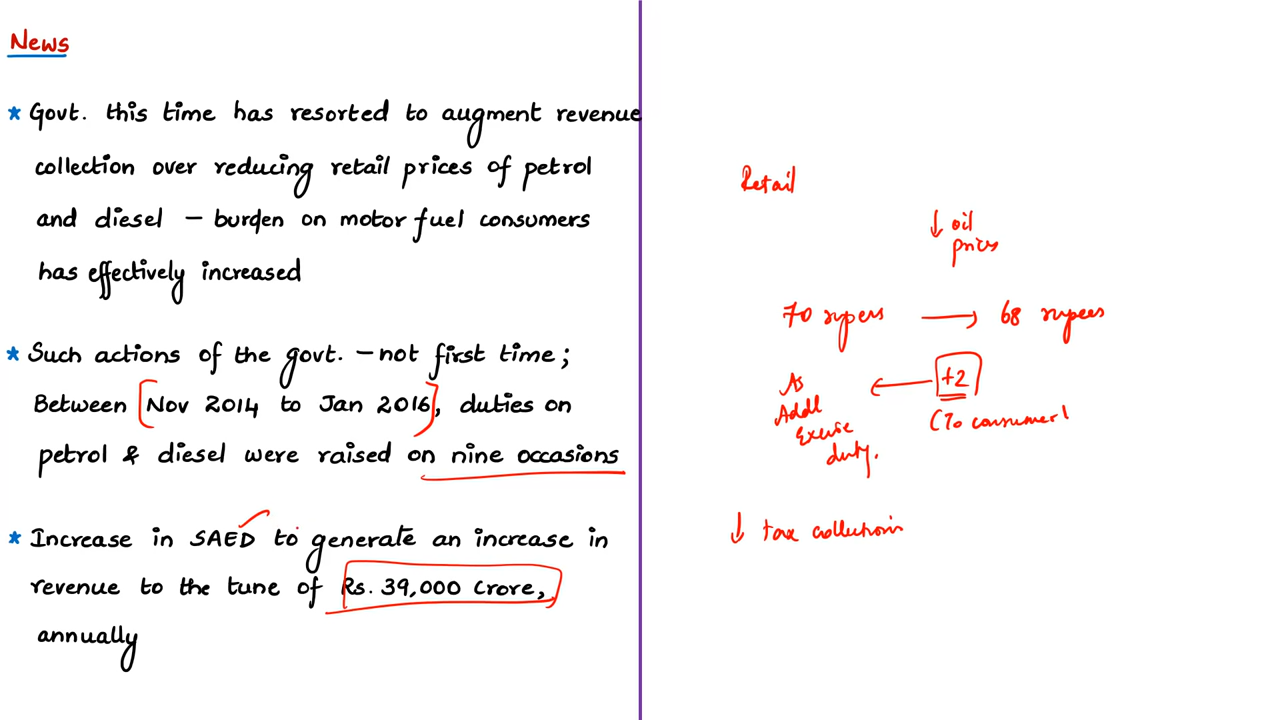 News
* Govt. this time has resorted to augment revenue
collection over reducing retail prices of petrol
and diesel – burden on motor fuel consumers
has effectively increased
* Such actions of the govt. – not first time;
Between [Nov 2014 to Jan 2016], duties on
petrol & diesel were raised on nine occasions
* Increase in SAED to generate an increase in
revenue to the tune of Rs. 39,000 Crore,
annually
Retail
↓ oil
prices
70 rupees → 68 rupees
As ← +2
Addl (To consumer)
Excise
duty.
↓ tax collections